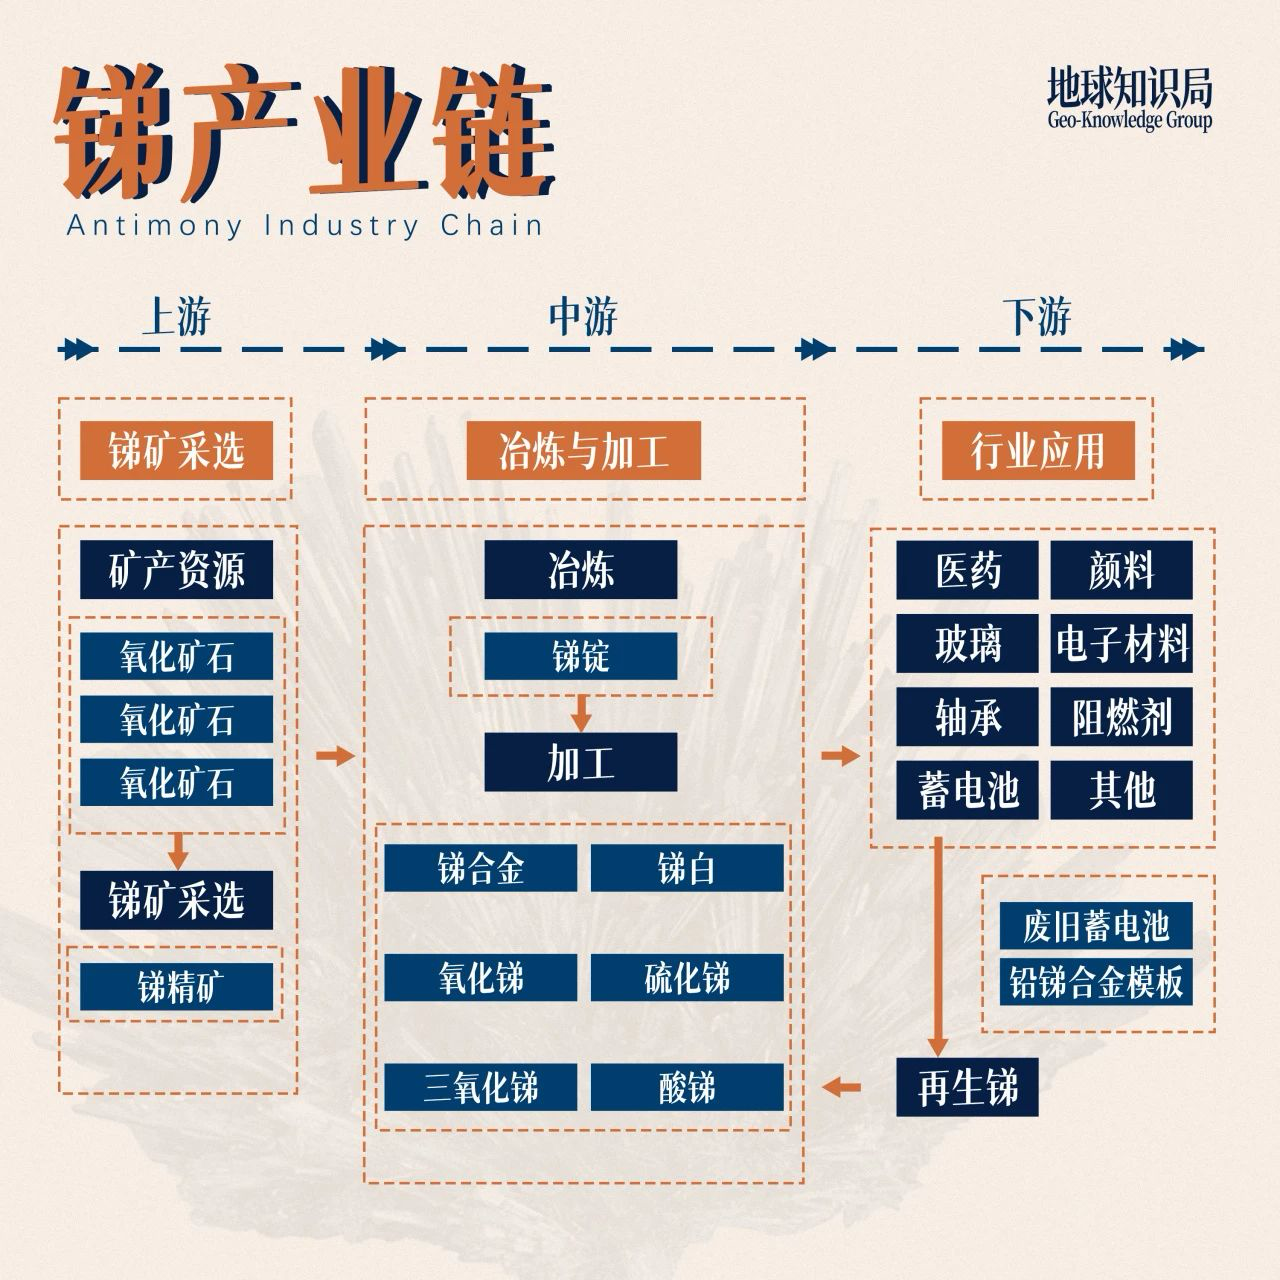 锑产业链
Antimony Industry Chain
地球知识局
Geo-Knowledge Group
上游
中游
下游
锑矿采选
冶炼与加工
行业应用
矿产资源
氧化矿石
氧化矿石
氧化矿石
锑矿采选
锑精矿
冶炼
锑锭
加工
锑合金
锑白
氧化锑
硫化锑
三氧化锑
酸锑
医药
颜料
玻璃
电子材料
轴承
阻燃剂
蓄电池
其他
废旧蓄电池
铅锑合金模板
再生锑